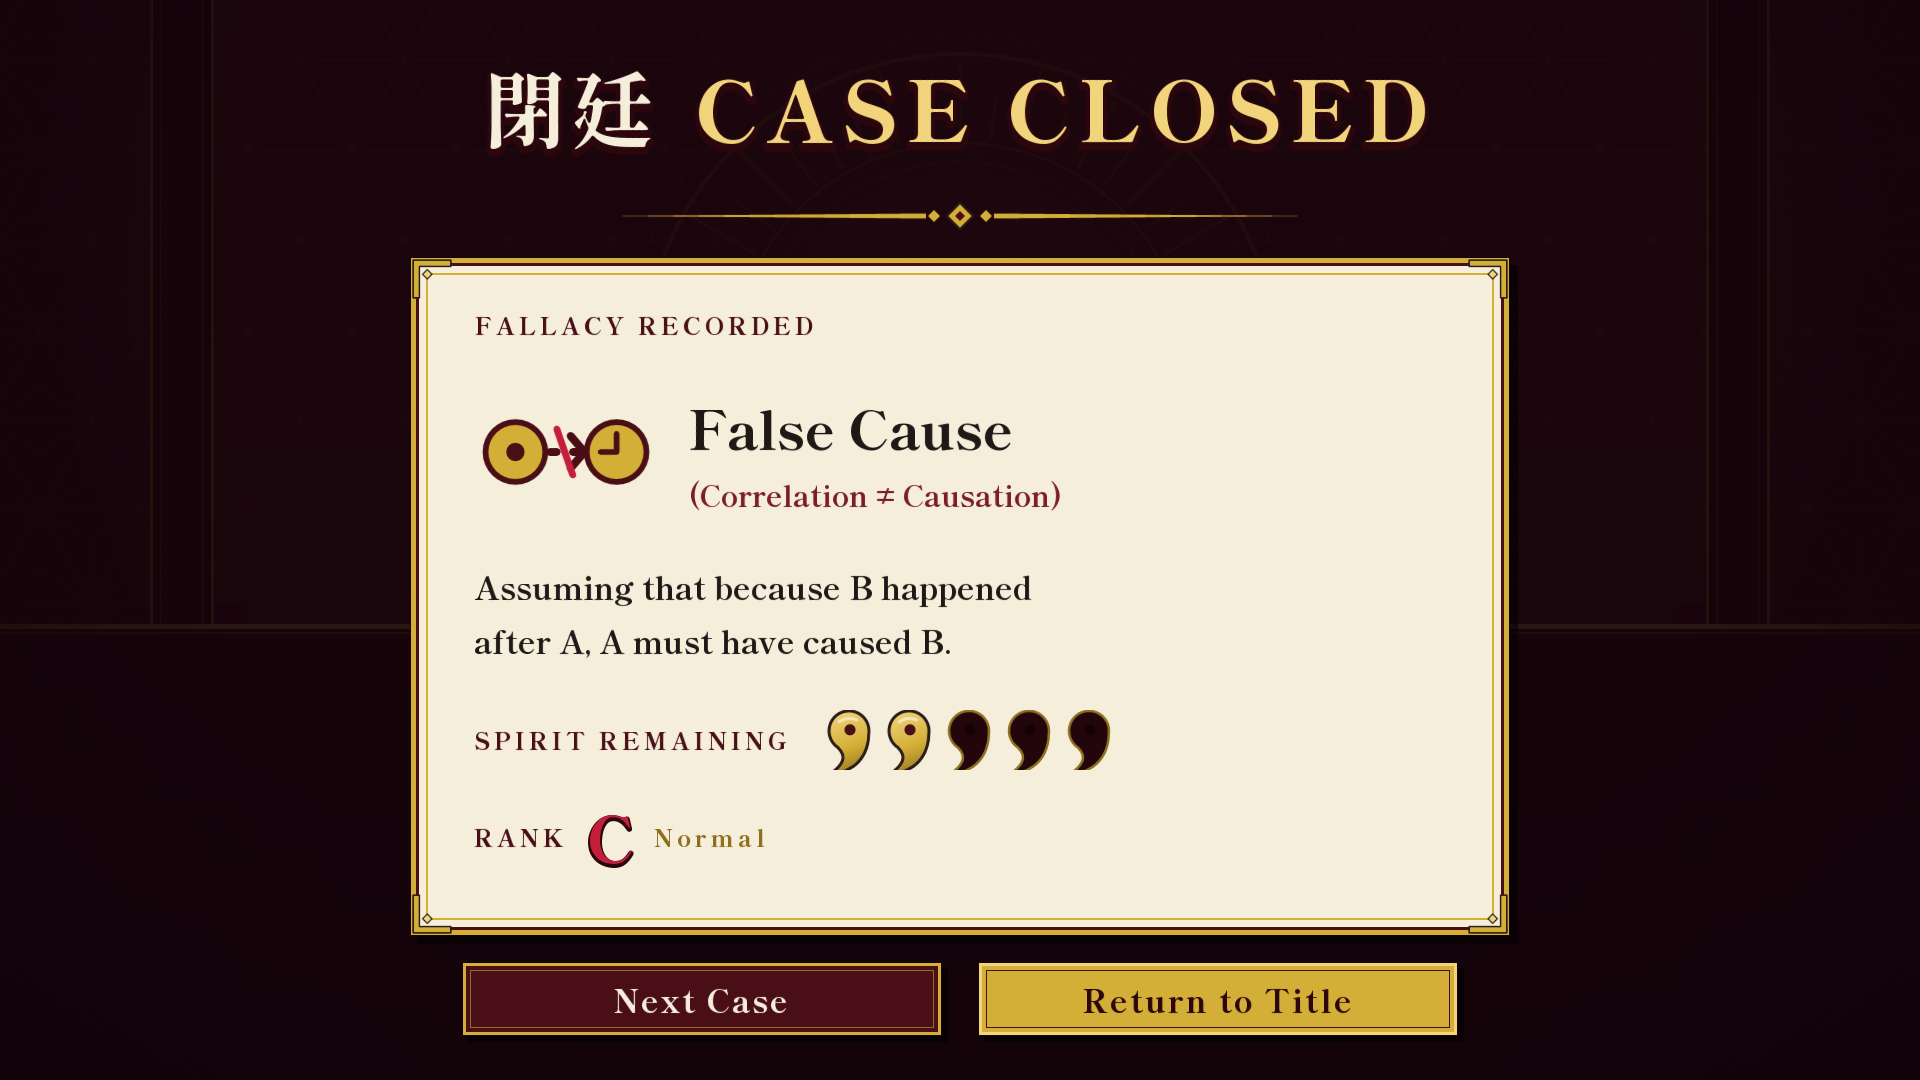 閉廷 CASE CLOSED
FALLACY RECORDED
False Cause
(Correlation ≠ Causation)
Assuming that because B happened
after A, A must have caused B.
SPIRIT REMAINING
RANK C Normal
Next Case
Return to Title